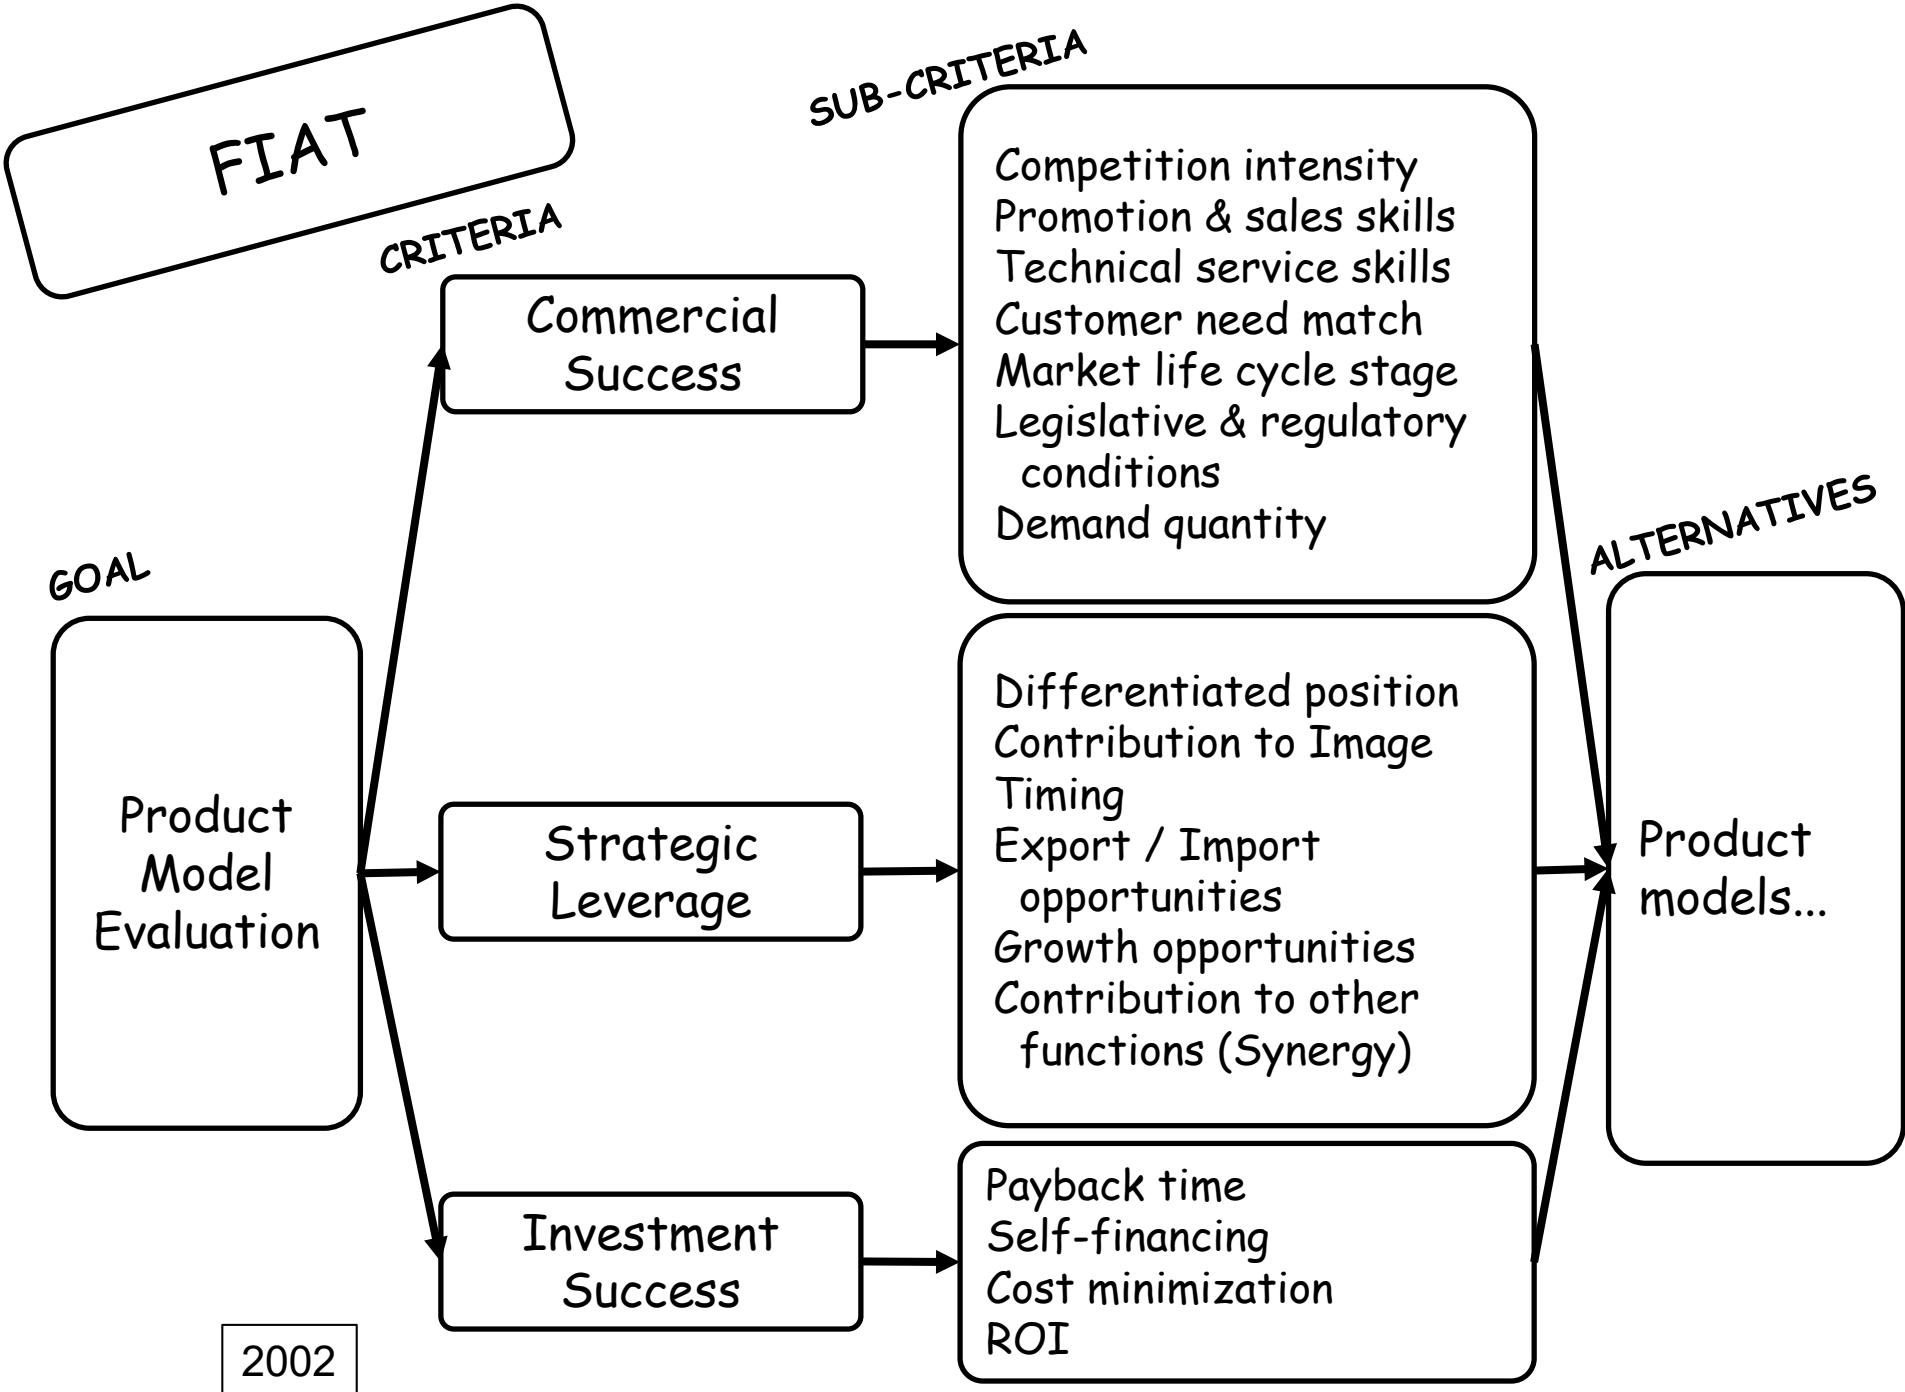 FIAT
SUB-CRITERIA
CRITERIA
Commercial
Success
Competition intensity
Promotion & sales skills
Technical service skills
Customer need match
Market life cycle stage
Legislative & regulatory
conditions
Demand quantity
GOAL
Product
Model
Evaluation
Strategic
Leverage
Differentiated position
Contribution to Image
Timing
Export / Import
opportunities
Growth opportunities
Contribution to other
functions (Synergy)
ALTERNATIVES
Product
models...
Investment
Success
Payback time
Self-financing
Cost minimization
ROI
2002